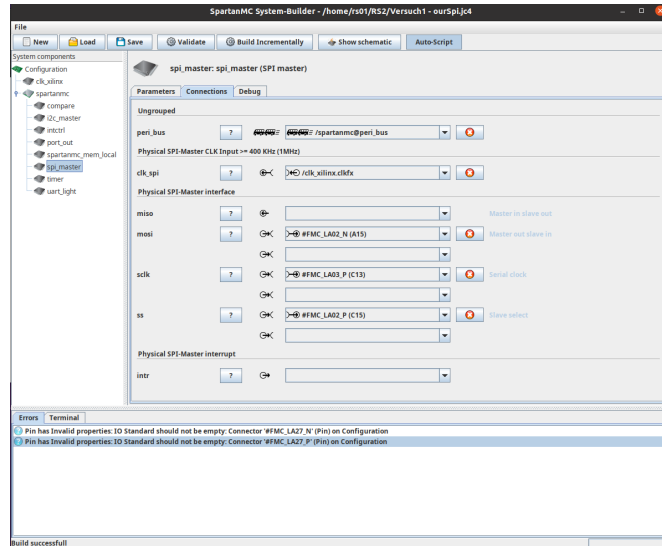 SpartanMC System-Builder - /home/rs01/RS2/Versuch1 - ourSpi.jc4
File
New Load Save Validate Build Incrementally Show schematic Auto-Script
System components
Configuration
clk_xilinx
spartanmc
compare
i2c_master
intctrl
port_out
spartanmc_mem_local
spi_master
timer
uart_light
spi_master: spi_master (SPI master)
Parameters Connections Debug
Ungrouped
peri_bus ? /spartanmc@peri_bus
Physical SPI-Master CLK Input >= 400 KHz (1MHz)
clk_spi ? /clk_xilinx.clkfx
Physical SPI-Master interface
miso ? Master in slave out
mosi ? #FMC_LA02_N (A15) Master out slave in
sclk ? #FMC_LA03_P (C13) Serial clock
ss ? #FMC_LA02_P (C15) Slave select
Physical SPI-Master interrupt
intr ?
Errors Terminal
Pin has Invalid properties: IO Standard should not be empty: Connector '#FMC_LA27_N' (Pin) on Configuration
Pin has Invalid properties: IO Standard should not be empty: Connector '#FMC_LA27_P' (Pin) on Configuration
Build successfull